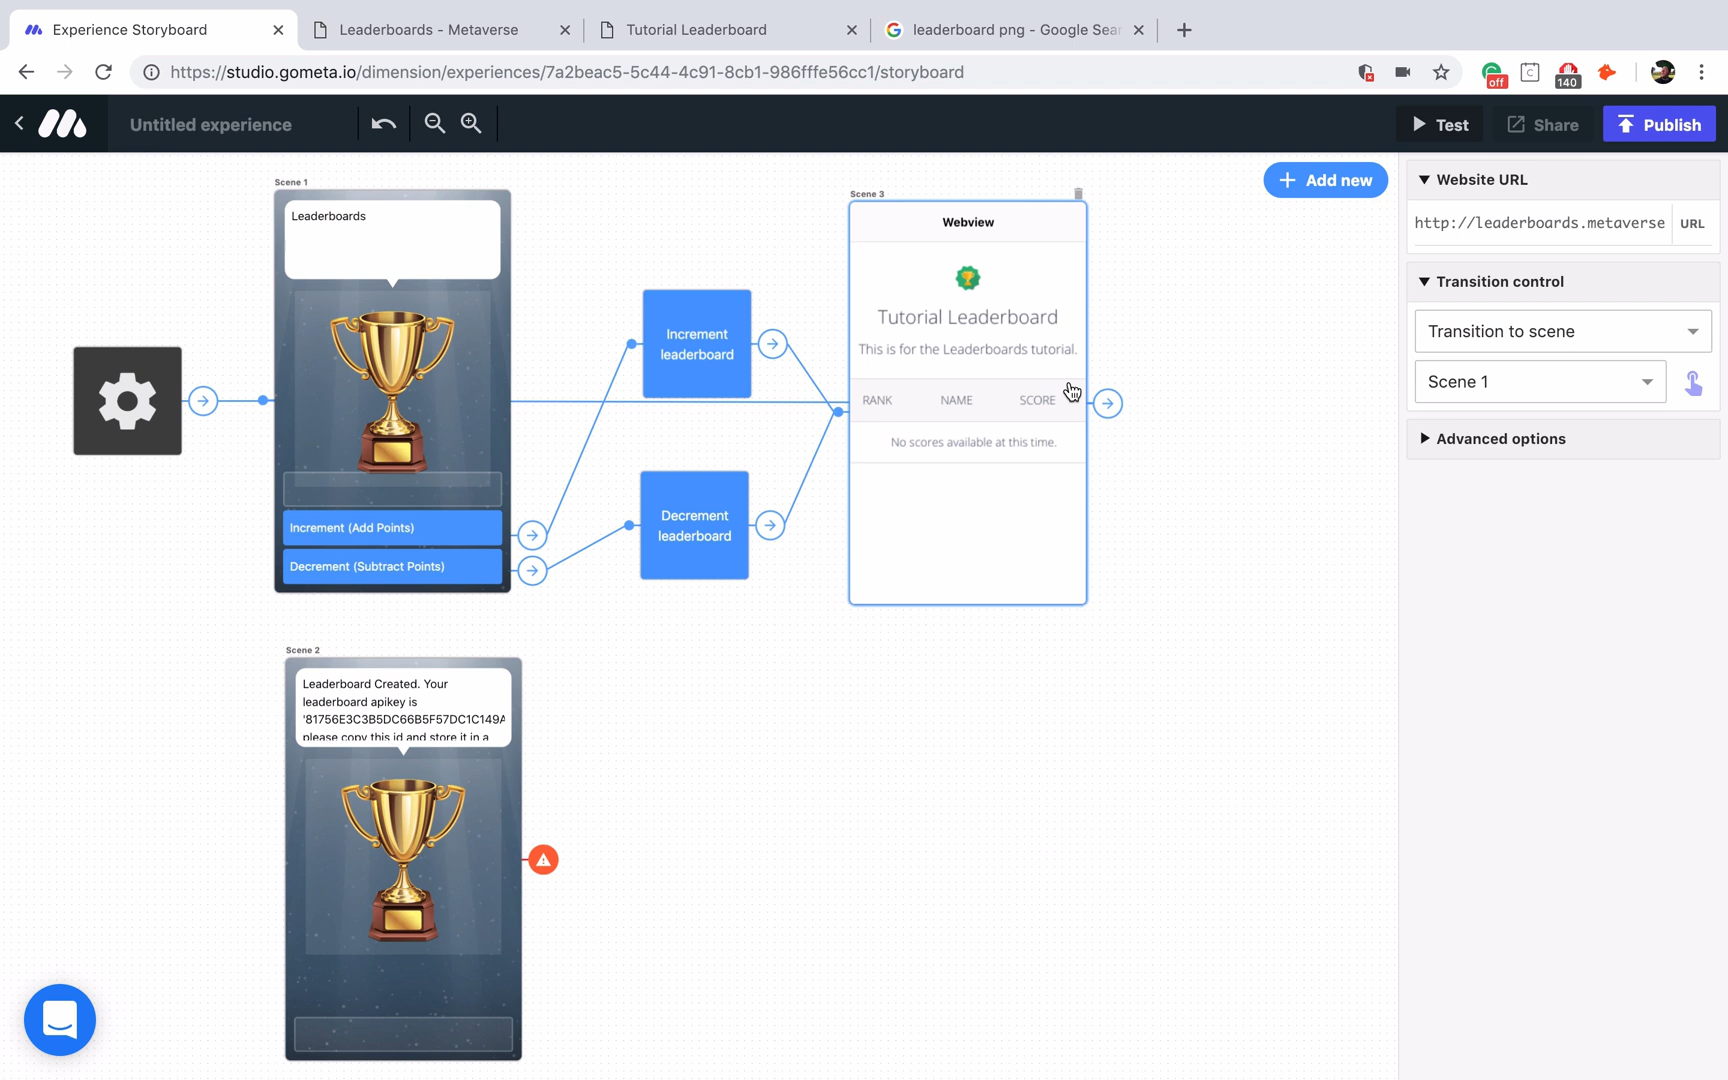 Experience Storyboard
Leaderboards - Metaverse
Tutorial Leaderboard
leaderboard png - Google Sear
https://studio.gometa.io/dimension/experiences/7a2beac5-5c44-4c91-8cb1-986fffe56cc1/storyboard
off
C
140
Untitled experience
Test
Share
Publish
Add new
Scene 1
Leaderboards
Increment (Add Points)
Decrement (Subtract Points)
Increment
leaderboard
Decrement
leaderboard
Scene 3
Webview
Tutorial Leaderboard
This is for the Leaderboards tutorial.
RANK NAME SCORE
No scores available at this time.
Scene 2
Leaderboard Created. Your
leaderboard apikey is
'81756E3C3B5DC66B5F57DC1C149A
please copy this id and store it in a
Website URL
http://leaderboards.metaverse URL
Transition control
Transition to scene
Scene 1
Advanced options